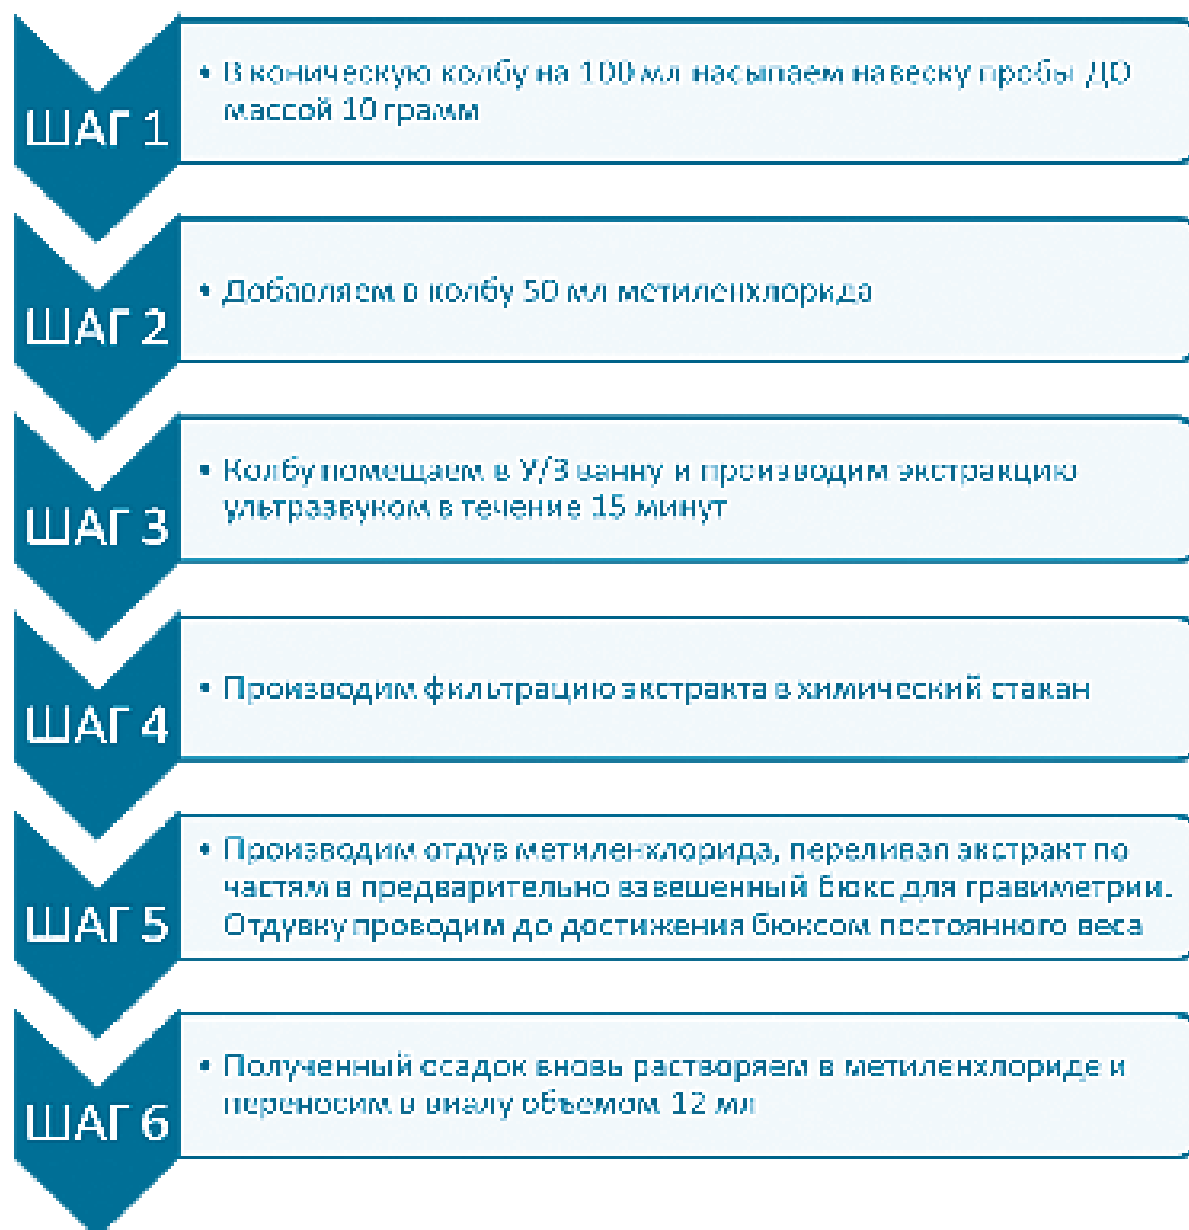 ШАГ 1
• В коническую колбу на 100 мл насыпаем навеску пробы ДО
массой 10 грамм
ШАГ 2
• Добавляем в колбу 50 мл метиленхлорида
ШАГ 3
• Колбу помещаем в У/З ванну и производим экстракцию
ультразвуком в течение 15 минут
ШАГ 4
• Производим фильтрацию экстракта в химический стакан
ШАГ 5
• Производим отдув метиленхлорида, переливая экстракт по
частям в предварительно взвешенный бюкс для гравиметрии.
Отдувку проводим до достижения бюксом постоянного веса
ШАГ 6
• Полученный осадок вновь растворяем в метиленхлориде и
переносим в виалу объемом 12 мл